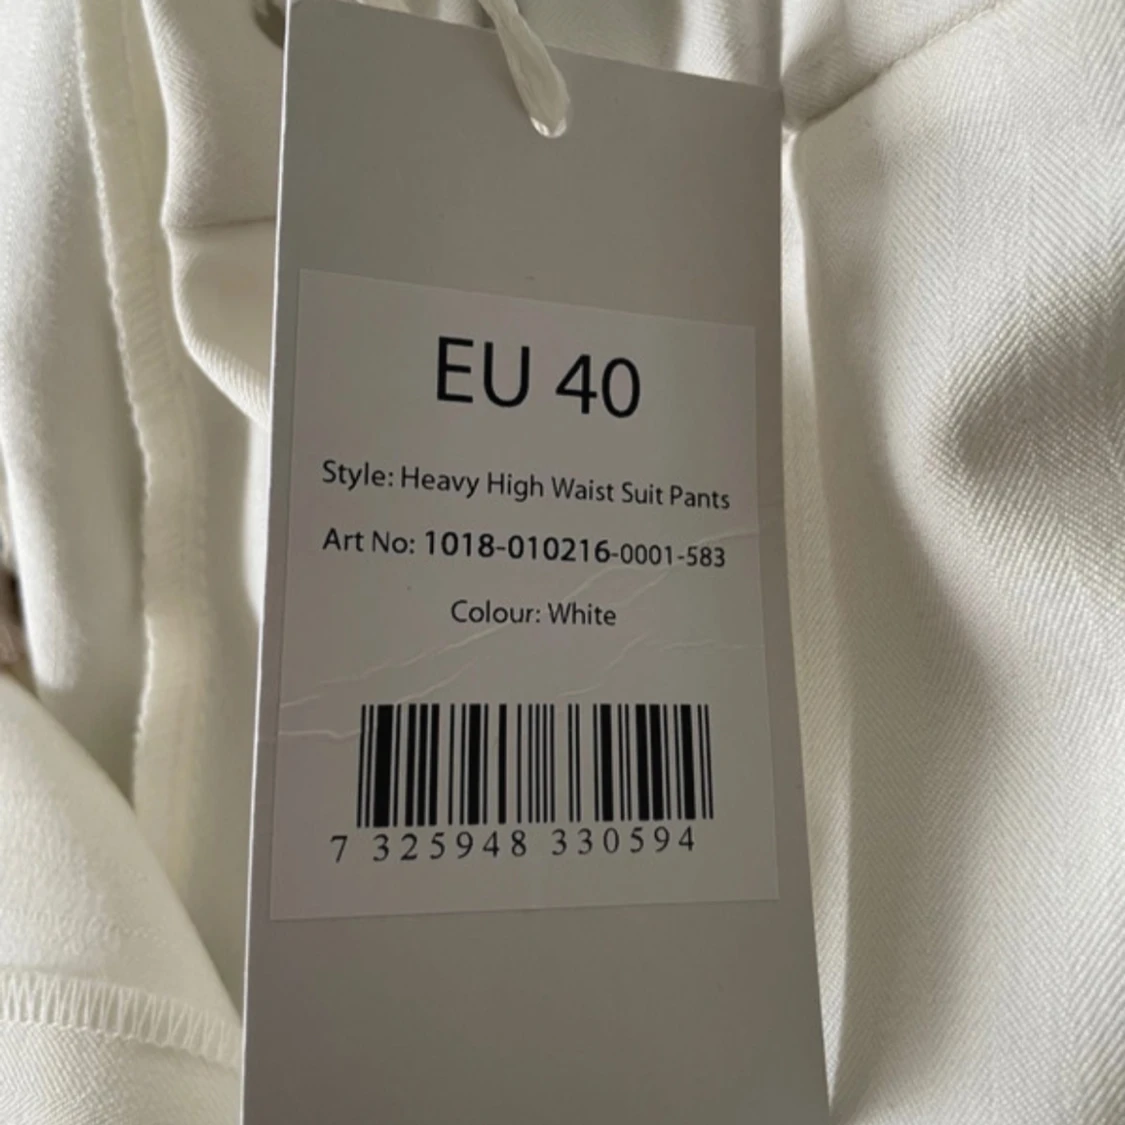 EU 40
Style: Heavy High Waist Suit Pants
Art No: 1018-010216-0001-583
Colour: White
7 325948 330594